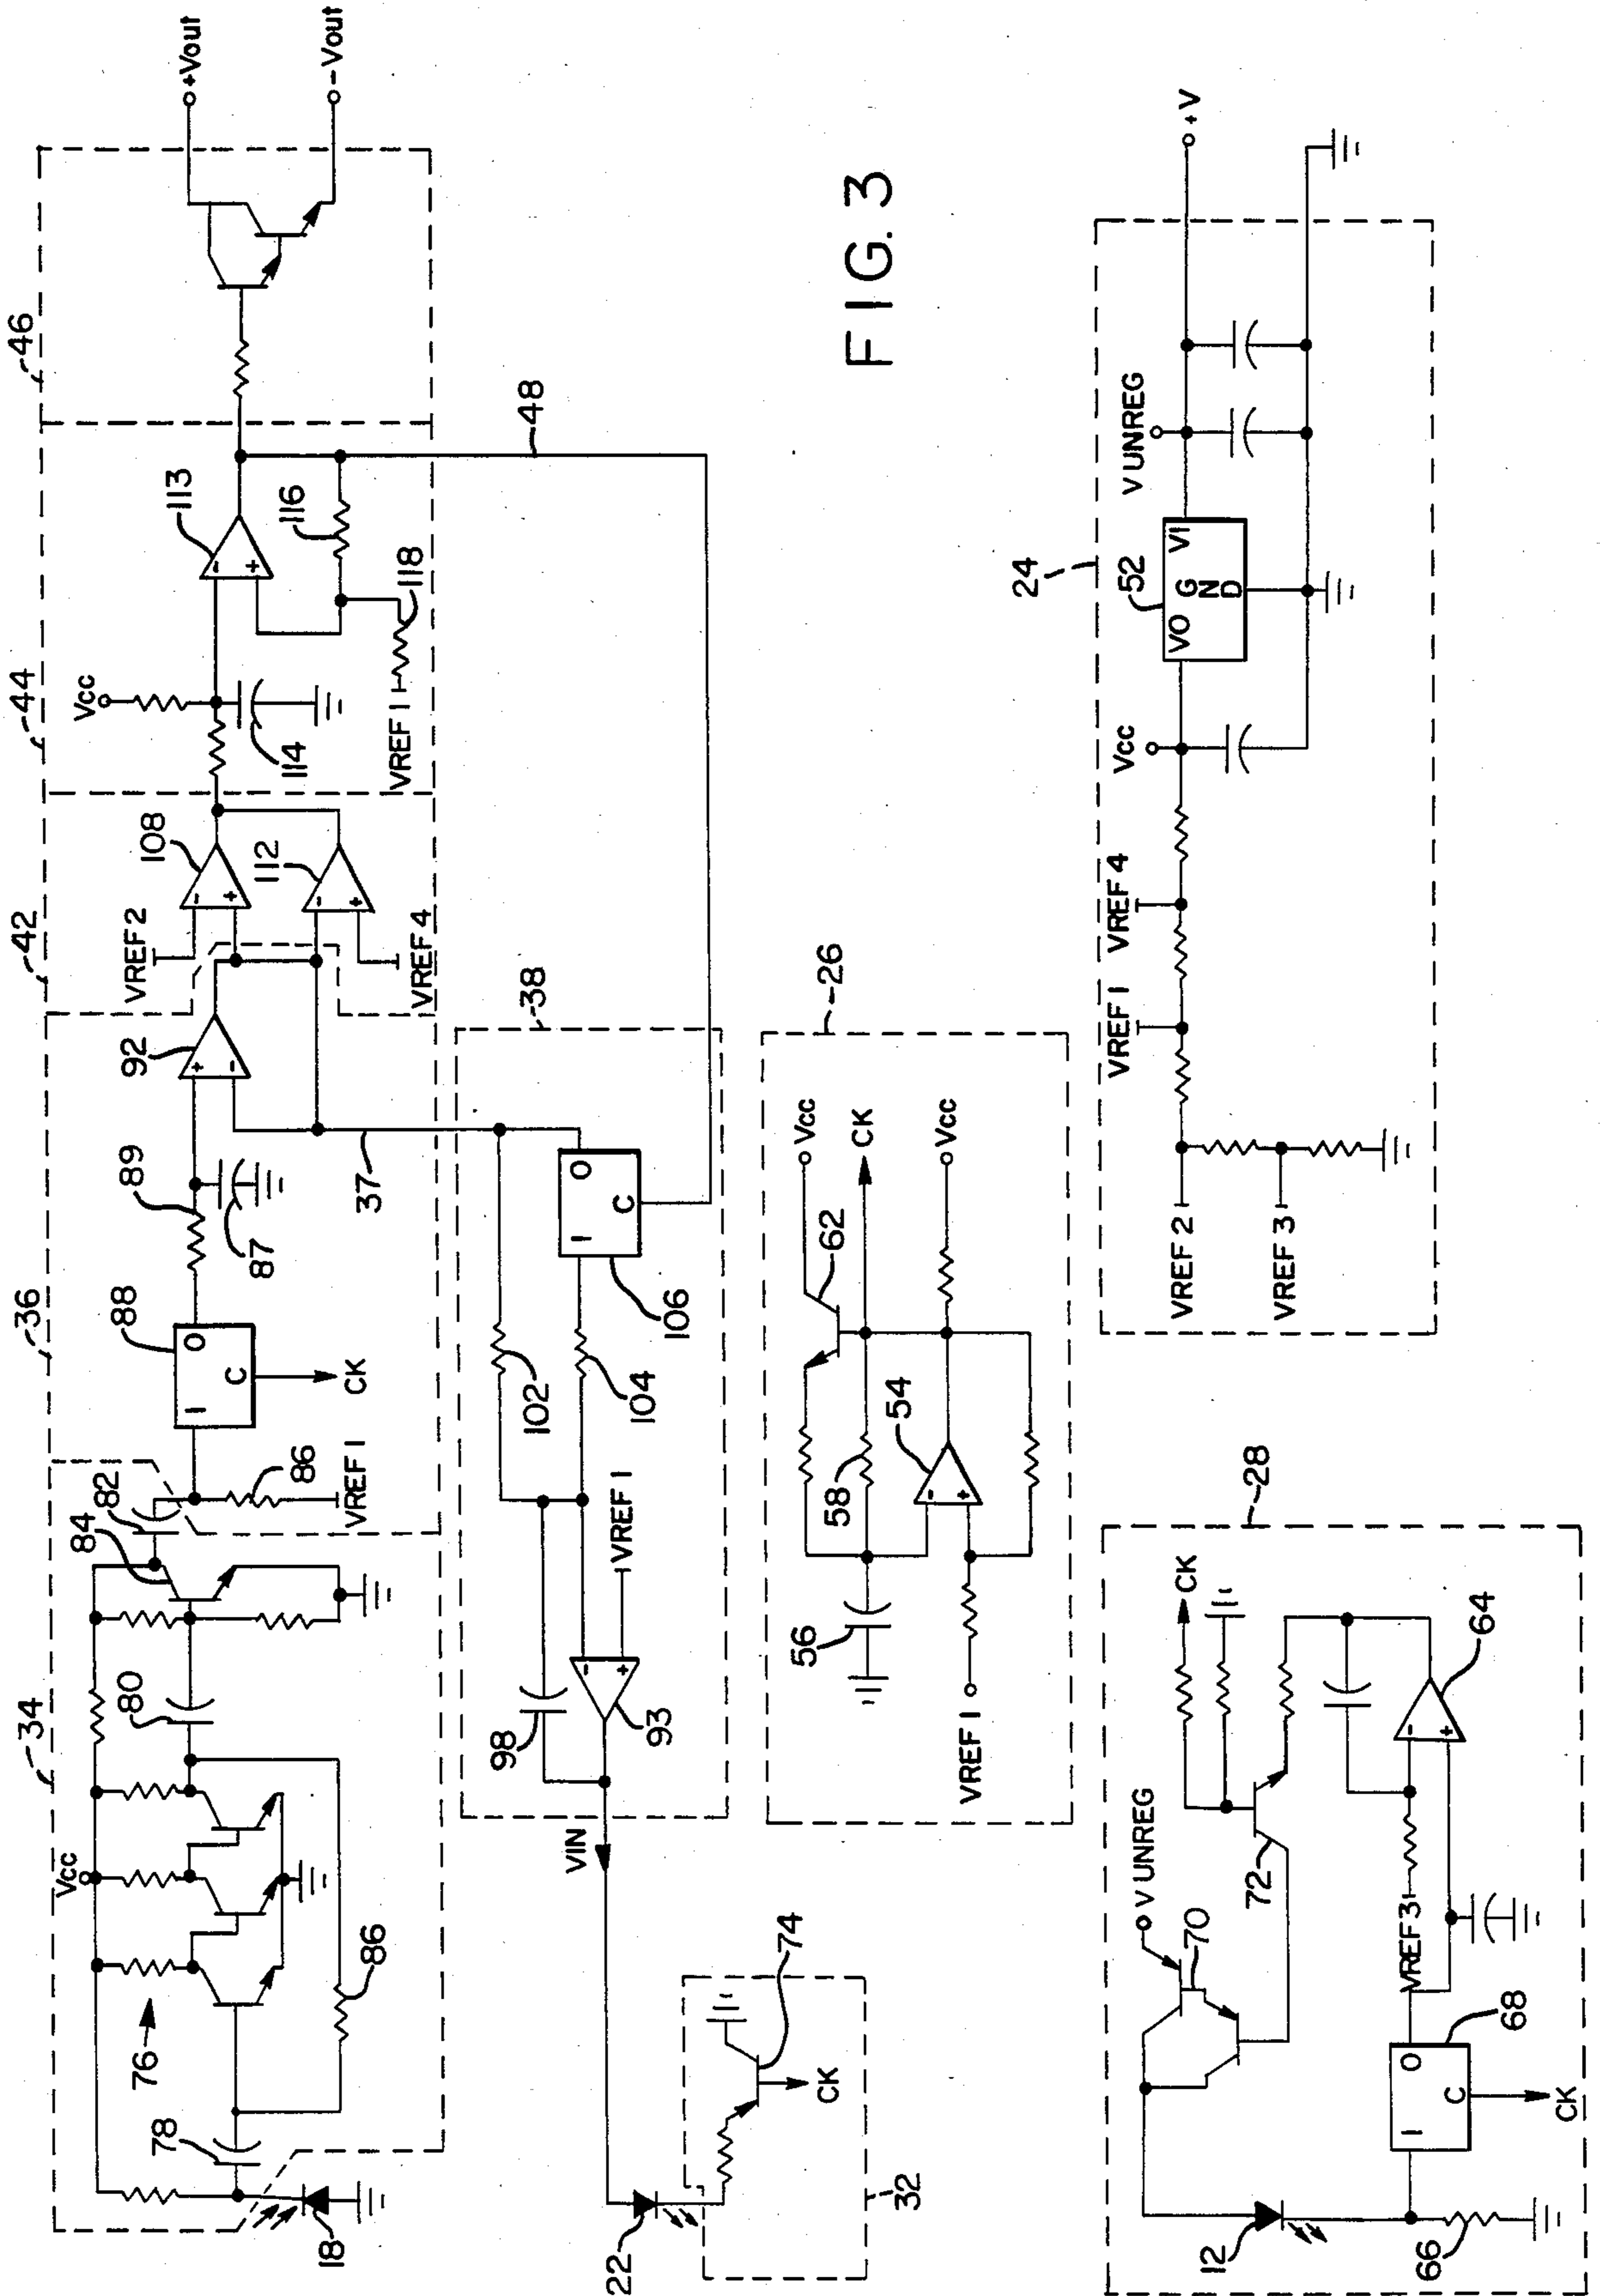 34
36
42
44
46
Vcc
76
78
18
86
80
84
82
86
VREF 1
I
O
C
88
CK
89
87
92
+
-
37
VREF 2
VREF 4
108
-
+
112
-
+
Vcc
114
VREF 1
118
116
113
-
+
48
+Vout
-Vout
FIG. 3
38
VIN
98
93
-
+
VREF 1
102
104
I
O
C
106
22
74
CK
32
26
56
58
54
-
+
62
Vcc
CK
Vcc
VREF 1
28
12
66
V UNREG
70
72
CK
VREF3
I
O
C
68
CK
64
-
+
24
VREF 2
VREF 3
VREF 1
VREF 4
Vcc
52
VO
GND
VI
V UNREG
+V